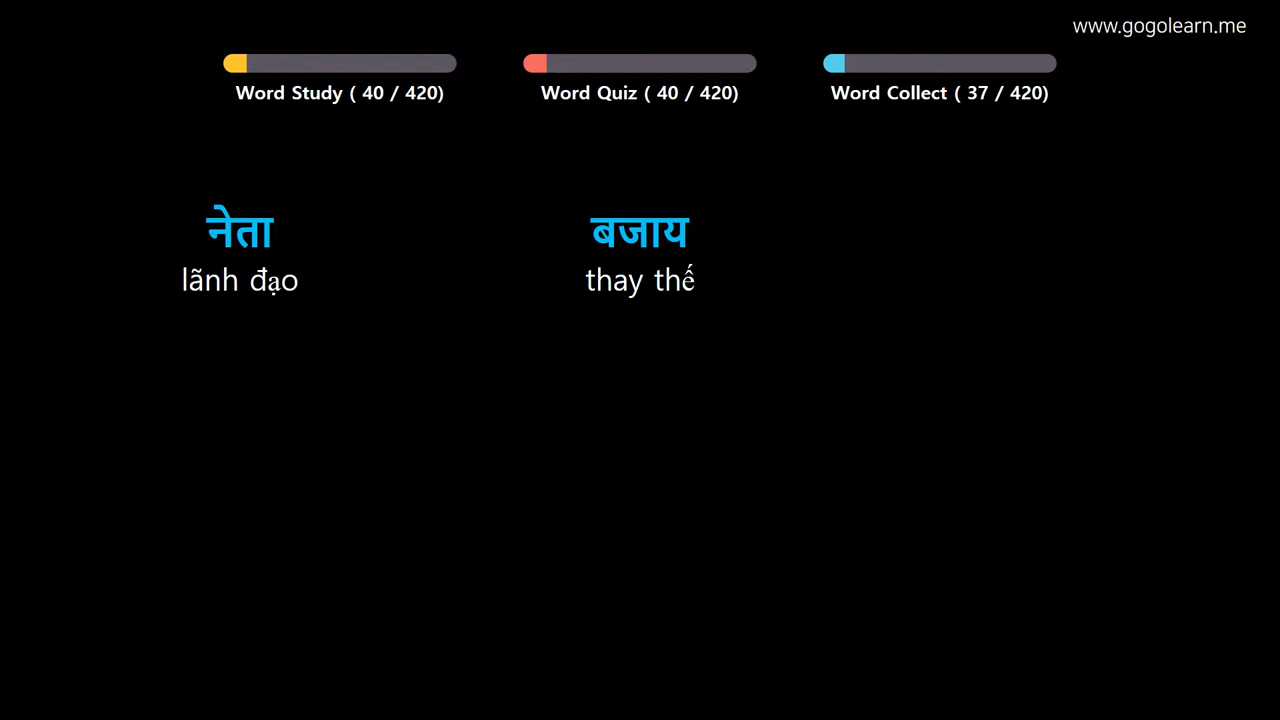 www.gogolearn.me
Word Study ( 40 / 420)
Word Quiz ( 40 / 420)
Word Collect ( 37 / 420)
नेता
बजाय
lãnh đạo
thay thế